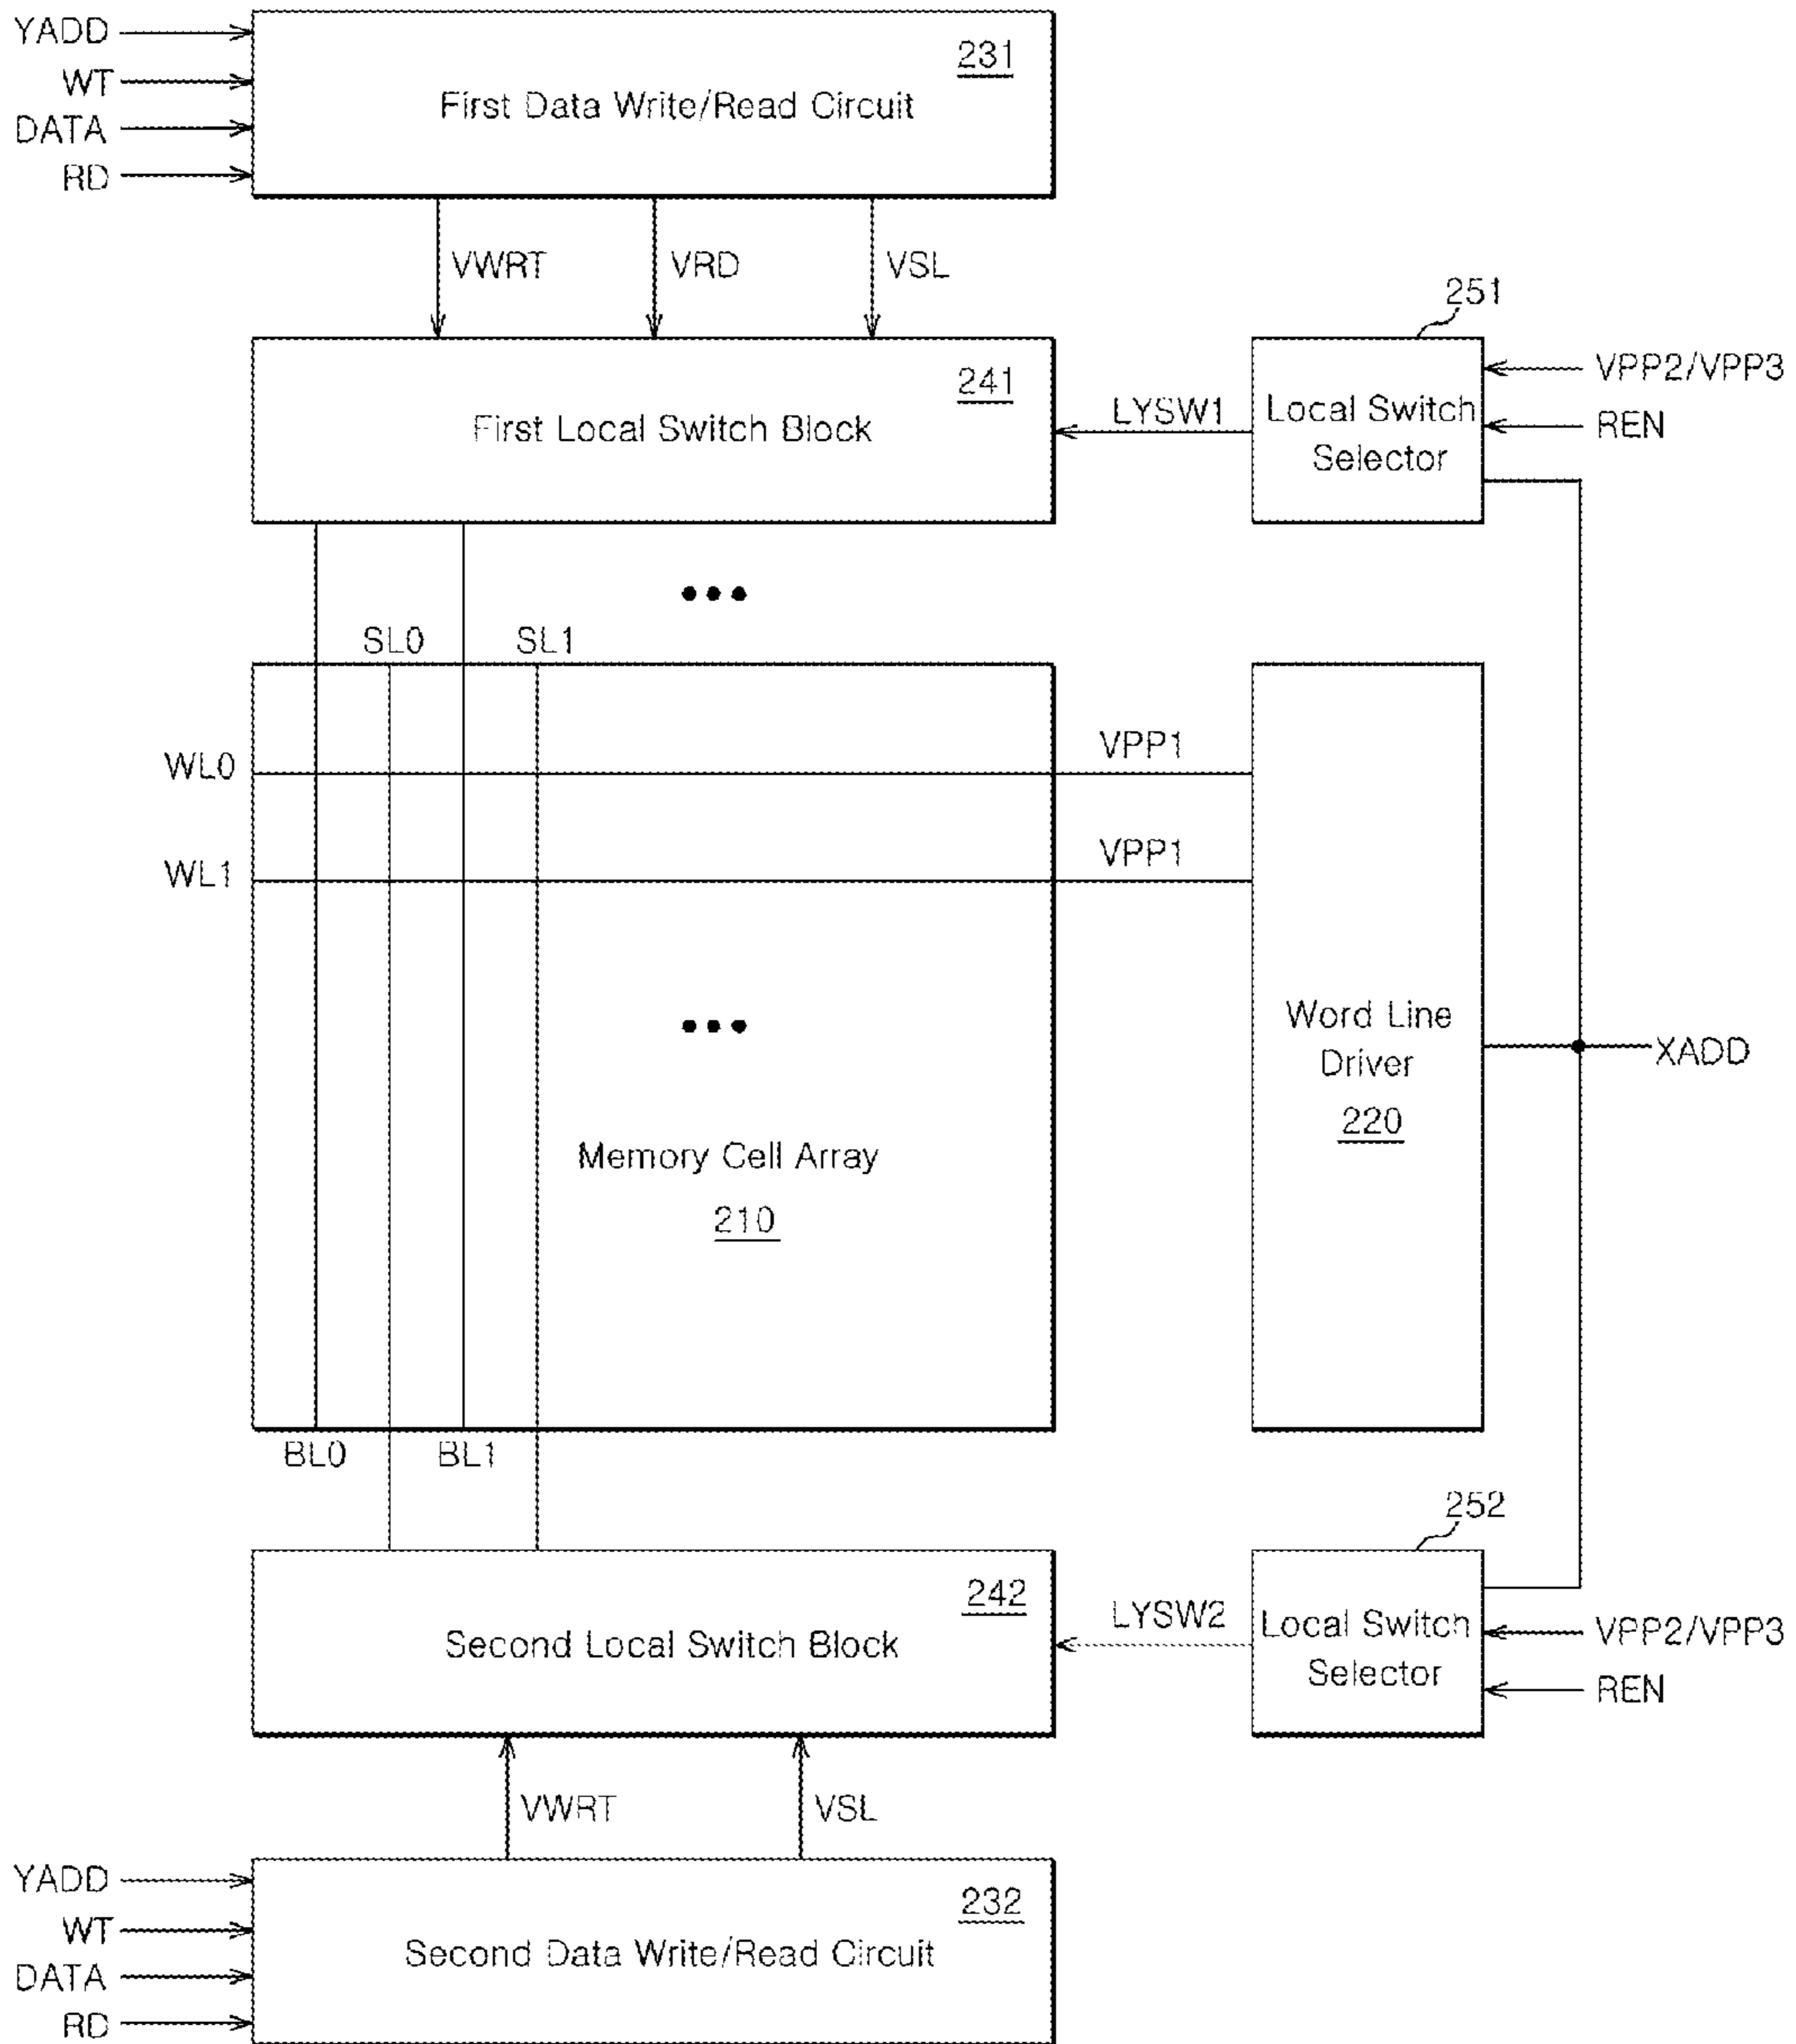 YADD
WT
DATA
RD
231
First Data Write/Read Circuit
VWRT
VRD
VSL
241
First Local Switch Block
LYSW1
251
Local Switch
Selector
VPP2/VPP3
REN
SL0
SL1
WL0
VPP1
WL1
VPP1
Memory Cell Array
210
Word Line
Driver
220
XADD
BL0
BL1
242
Second Local Switch Block
LYSW2
252
Local Switch
Selector
VPP2/VPP3
REN
VWRT
VSL
YADD
WT
DATA
RD
232
Second Data Write/Read Circuit